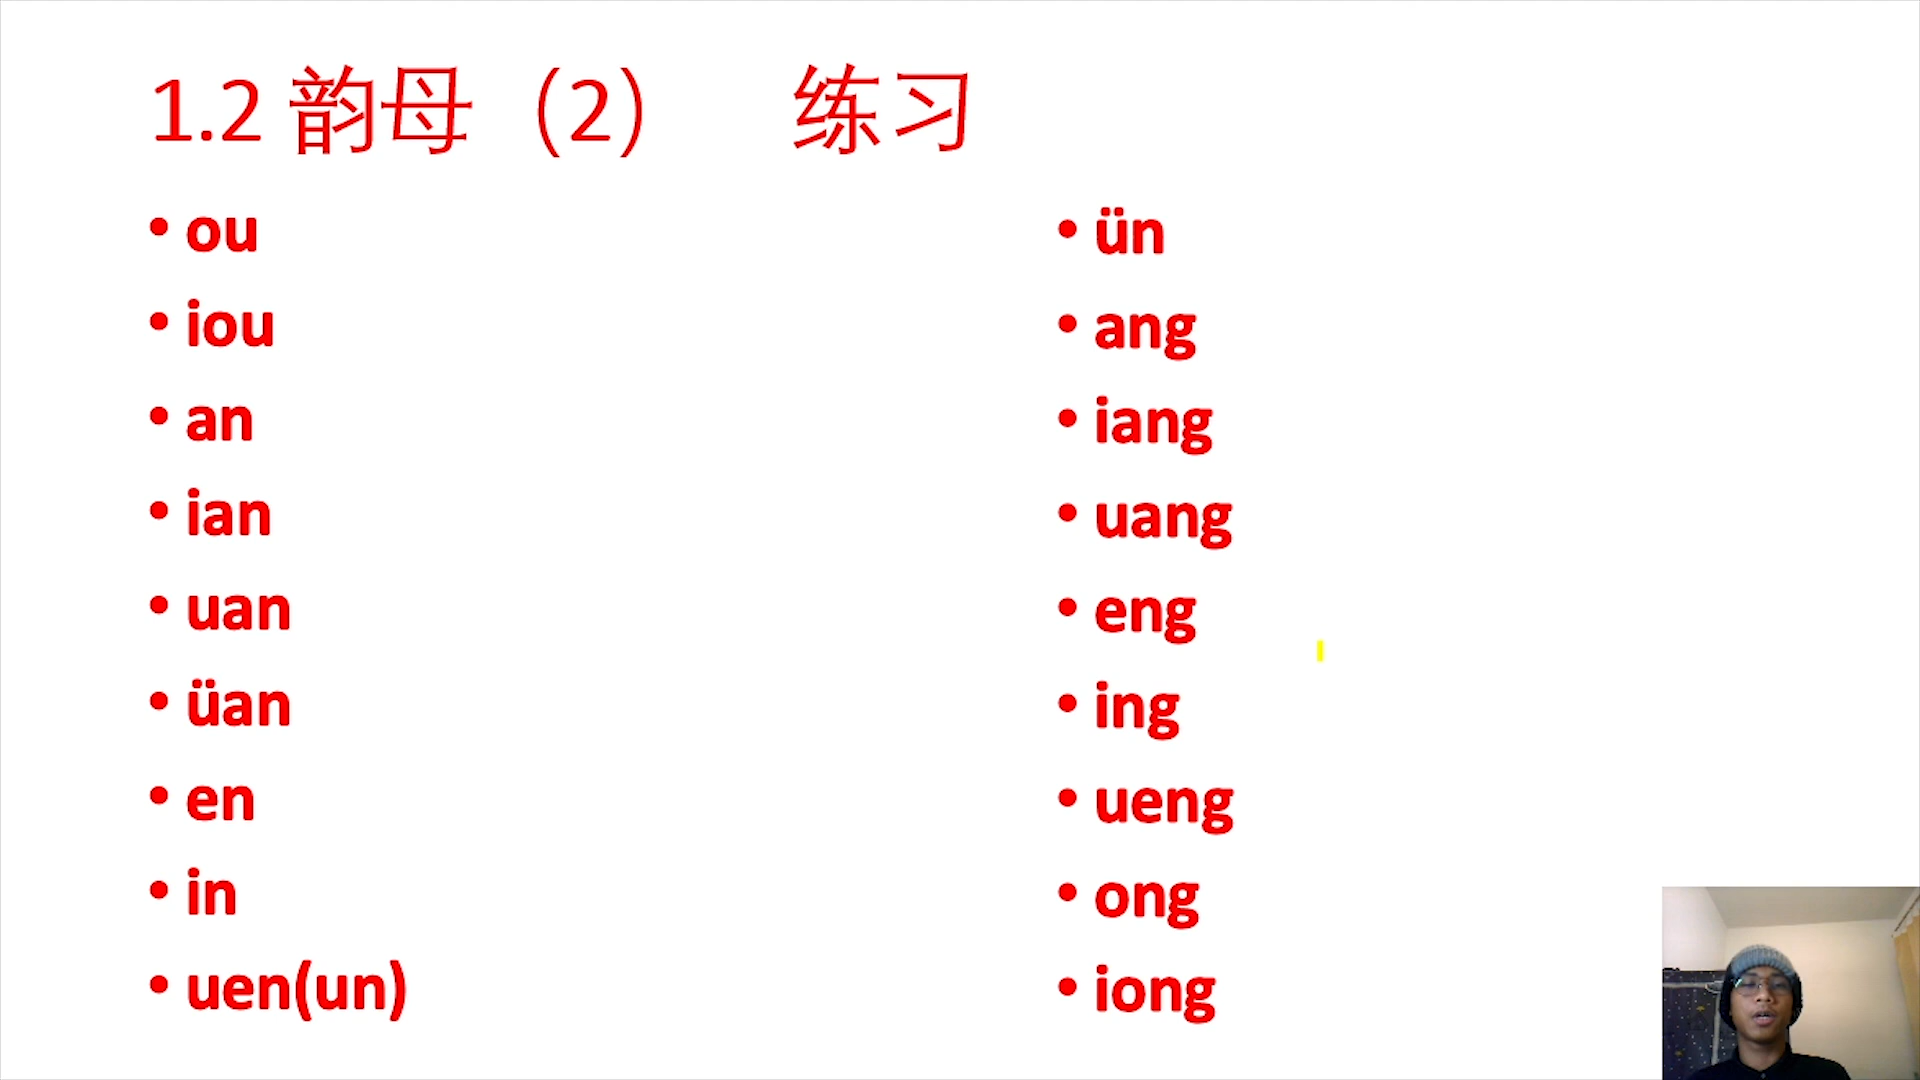 1.2 韵母（2） 练习
• ou
• iou
• an
• ian
• uan
• üan
• en
• in
• uen(un)
• ün
• ang
• iang
• uang
• eng
• ing
• ueng
• ong
• iong